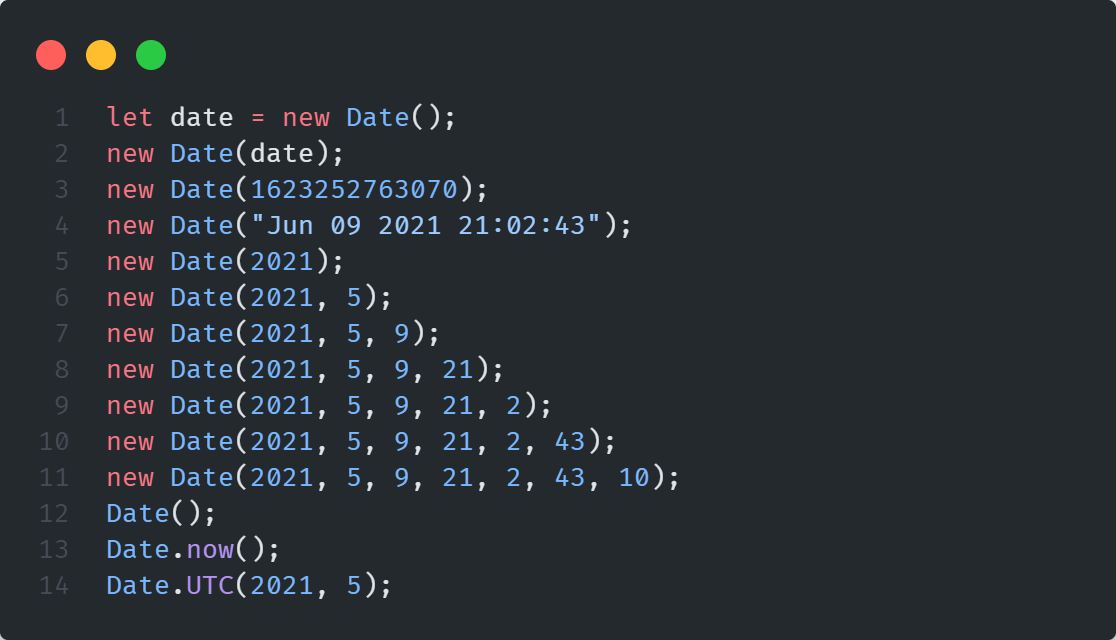 1 let date = new Date();
2 new Date(date);
3 new Date(1623252763070);
4 new Date("Jun 09 2021 21:02:43");
5 new Date(2021);
6 new Date(2021, 5);
7 new Date(2021, 5, 9);
8 new Date(2021, 5, 9, 21);
9 new Date(2021, 5, 9, 21, 2);
10 new Date(2021, 5, 9, 21, 2, 43);
11 new Date(2021, 5, 9, 21, 2, 43, 10);
12 Date();
13 Date.now();
14 Date.UTC(2021, 5);